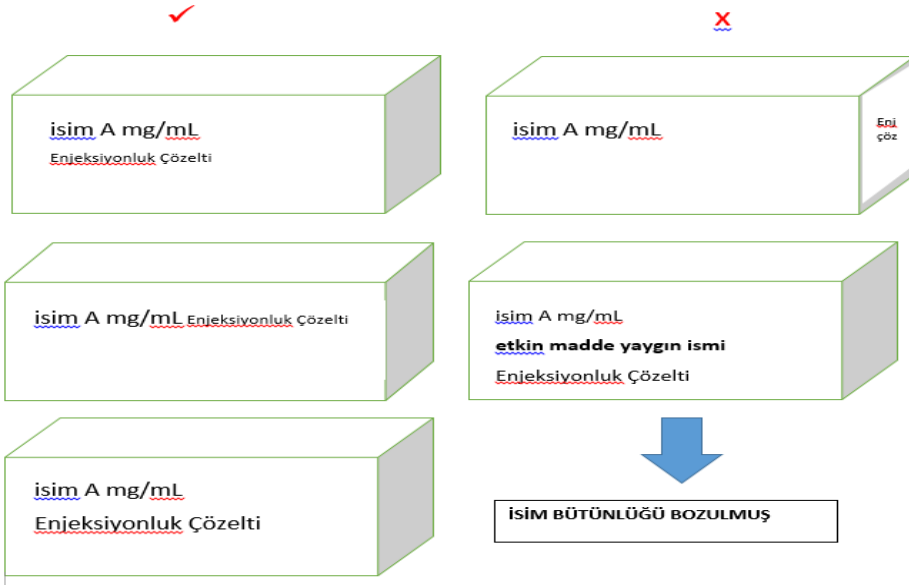 ✓
X
isim A mg/mL
Enjeksiyonluk Çözelti
isim A mg/mL
Enj
çöz
isim A mg/mL Enjeksiyonluk Çözelti
isim A mg/mL
etkin madde yaygın ismi
Enjeksiyonluk Çözelti
isim A mg/mL
Enjeksiyonluk Çözelti
İSİM BÜTÜNLÜĞÜ BOZULMUŞ